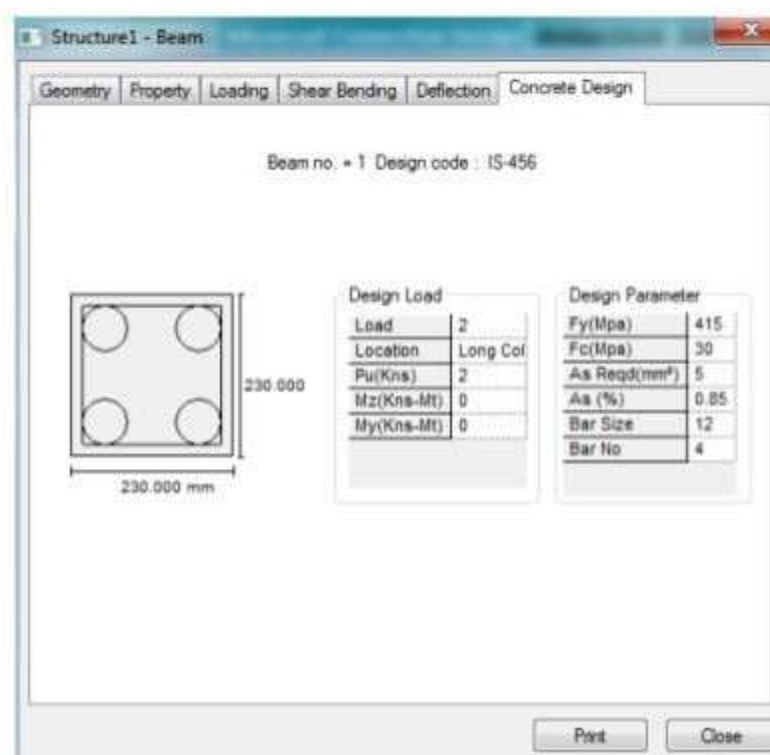 Structure1 - Beam
Geometry Property Loading Shear Bending Deflection Concrete Design
Beam no. = 1 Design code : IS-456
230.000
230.000 mm
Design Load
Load 2
Location Long Col
Pu(Kns) 2
Mz(Kns-Mt) 0
My(Kns-Mt) 0
Design Parameter
Fy(Mpa) 415
Fc(Mpa) 30
As Reqd(mm²) 5
As (%) 0.85
Bar Size 12
Bar No 4
Print Close